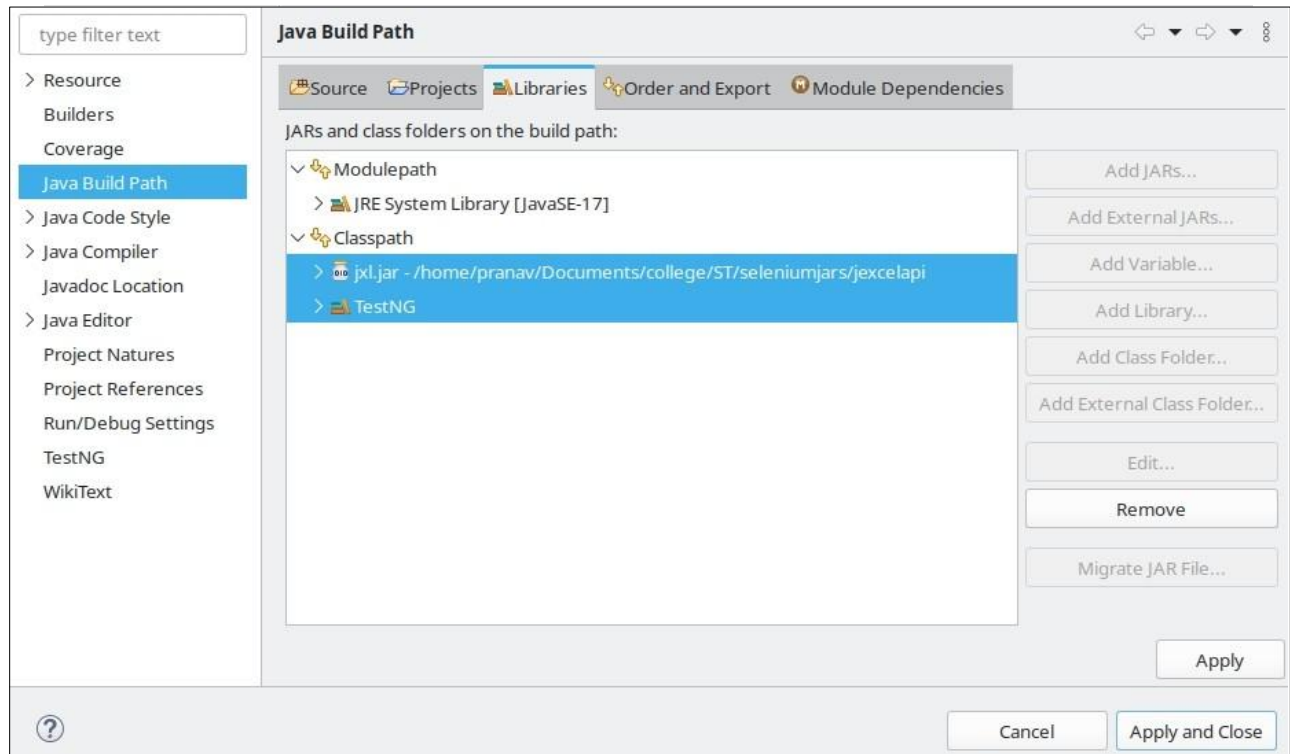 type filter text
Resource
Builders
Coverage
Java Build Path
Java Code Style
Java Compiler
Javadoc Location
Java Editor
Project Natures
Project References
Run/Debug Settings
TestNG
WikiText
Java Build Path
Source Projects Libraries Order and Export Module Dependencies
JARs and class folders on the build path:
Modulepath
JRE System Library [JavaSE-17]
Classpath
jxl.jar - /home/pranav/Documents/college/ST/seleniumjars/jexcelapi
TestNG
Add JARs...
Add External JARs...
Add Variable...
Add Library...
Add Class Folder...
Add External Class Folder...
Edit...
Remove
Migrate JAR File...
Apply
Cancel
Apply and Close